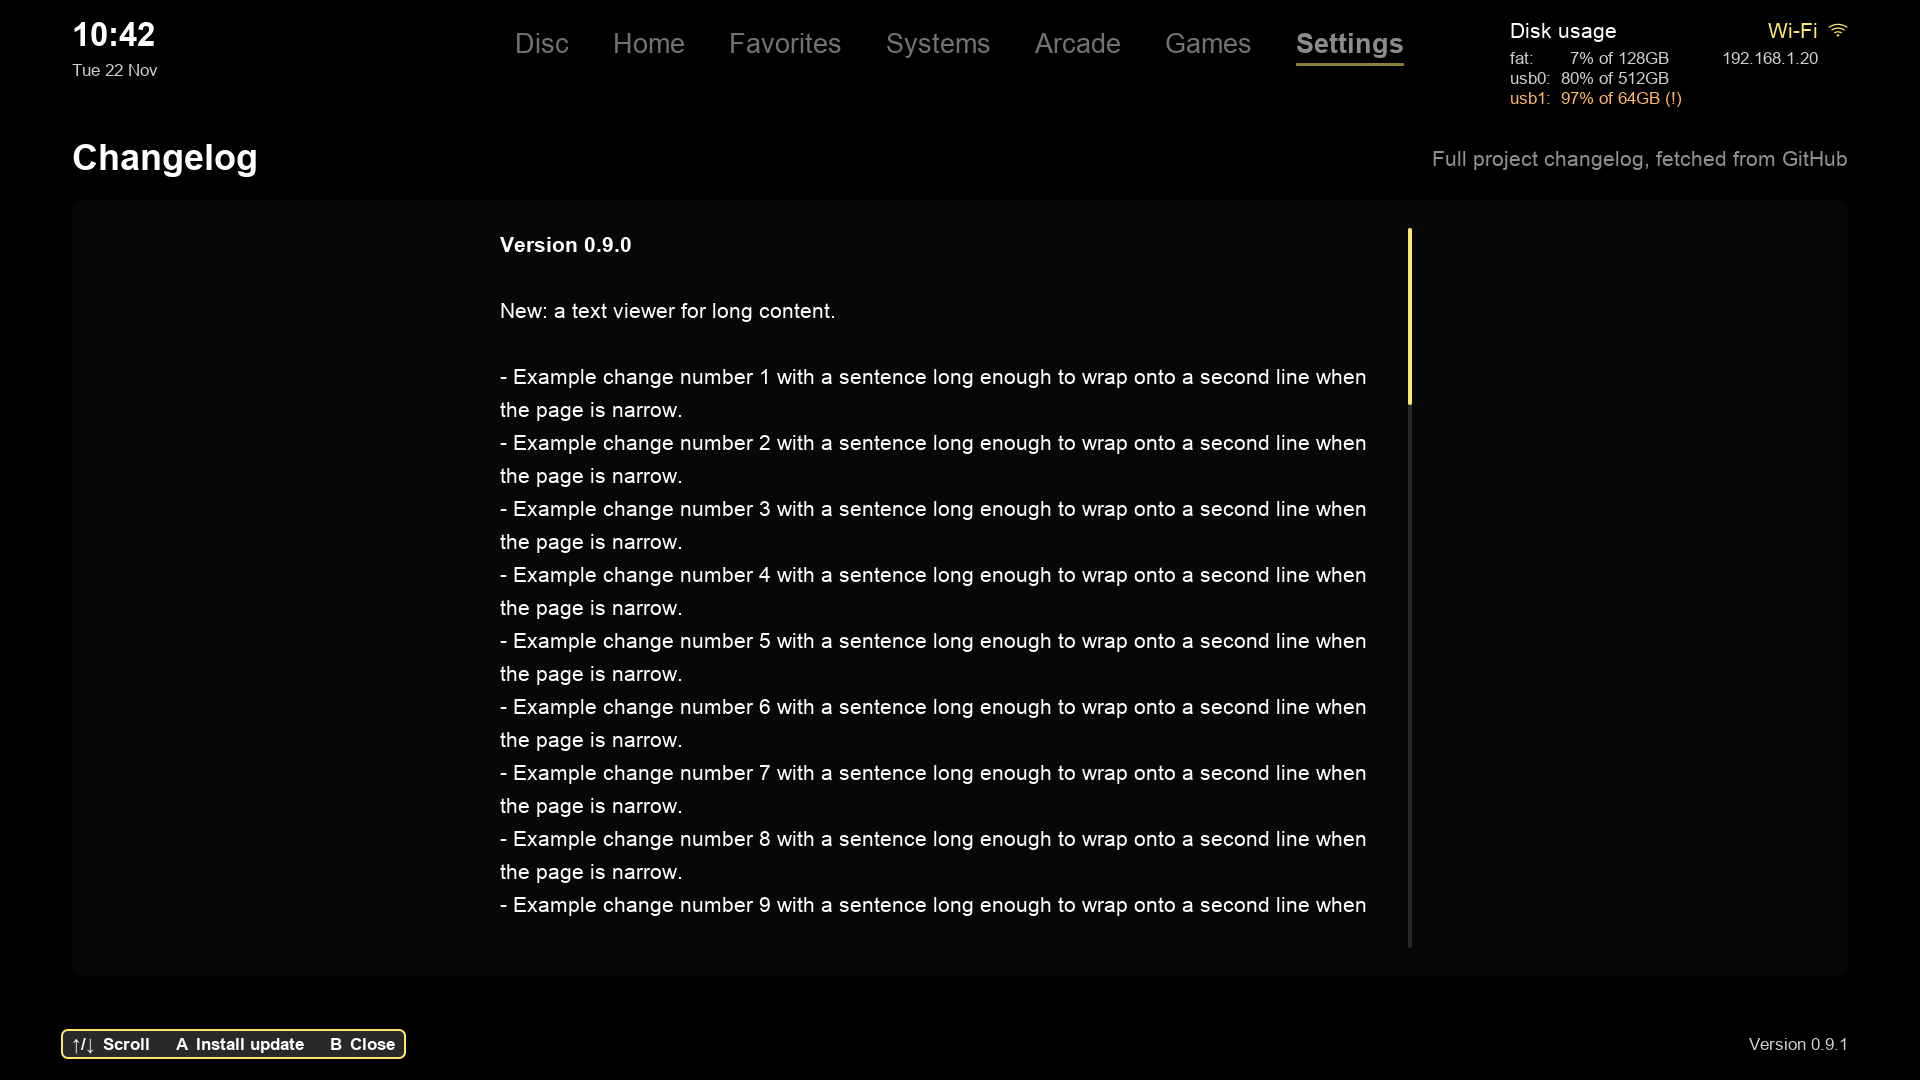 10:42
Tue 22 Nov
Disc Home Favorites Systems Arcade Games Settings
Disk usage
fat: 7% of 128GB
usb0: 80% of 512GB
usb1: 97% of 64GB (!)
Wi-Fi
192.168.1.20
Changelog
Full project changelog, fetched from GitHub
Version 0.9.0
New: a text viewer for long content.
- Example change number 1 with a sentence long enough to wrap onto a second line when
the page is narrow.
- Example change number 2 with a sentence long enough to wrap onto a second line when
the page is narrow.
- Example change number 3 with a sentence long enough to wrap onto a second line when
the page is narrow.
- Example change number 4 with a sentence long enough to wrap onto a second line when
the page is narrow.
- Example change number 5 with a sentence long enough to wrap onto a second line when
the page is narrow.
- Example change number 6 with a sentence long enough to wrap onto a second line when
the page is narrow.
- Example change number 7 with a sentence long enough to wrap onto a second line when
the page is narrow.
- Example change number 8 with a sentence long enough to wrap onto a second line when
the page is narrow.
- Example change number 9 with a sentence long enough to wrap onto a second line when
↑/↓ Scroll A Install update B Close
Version 0.9.1